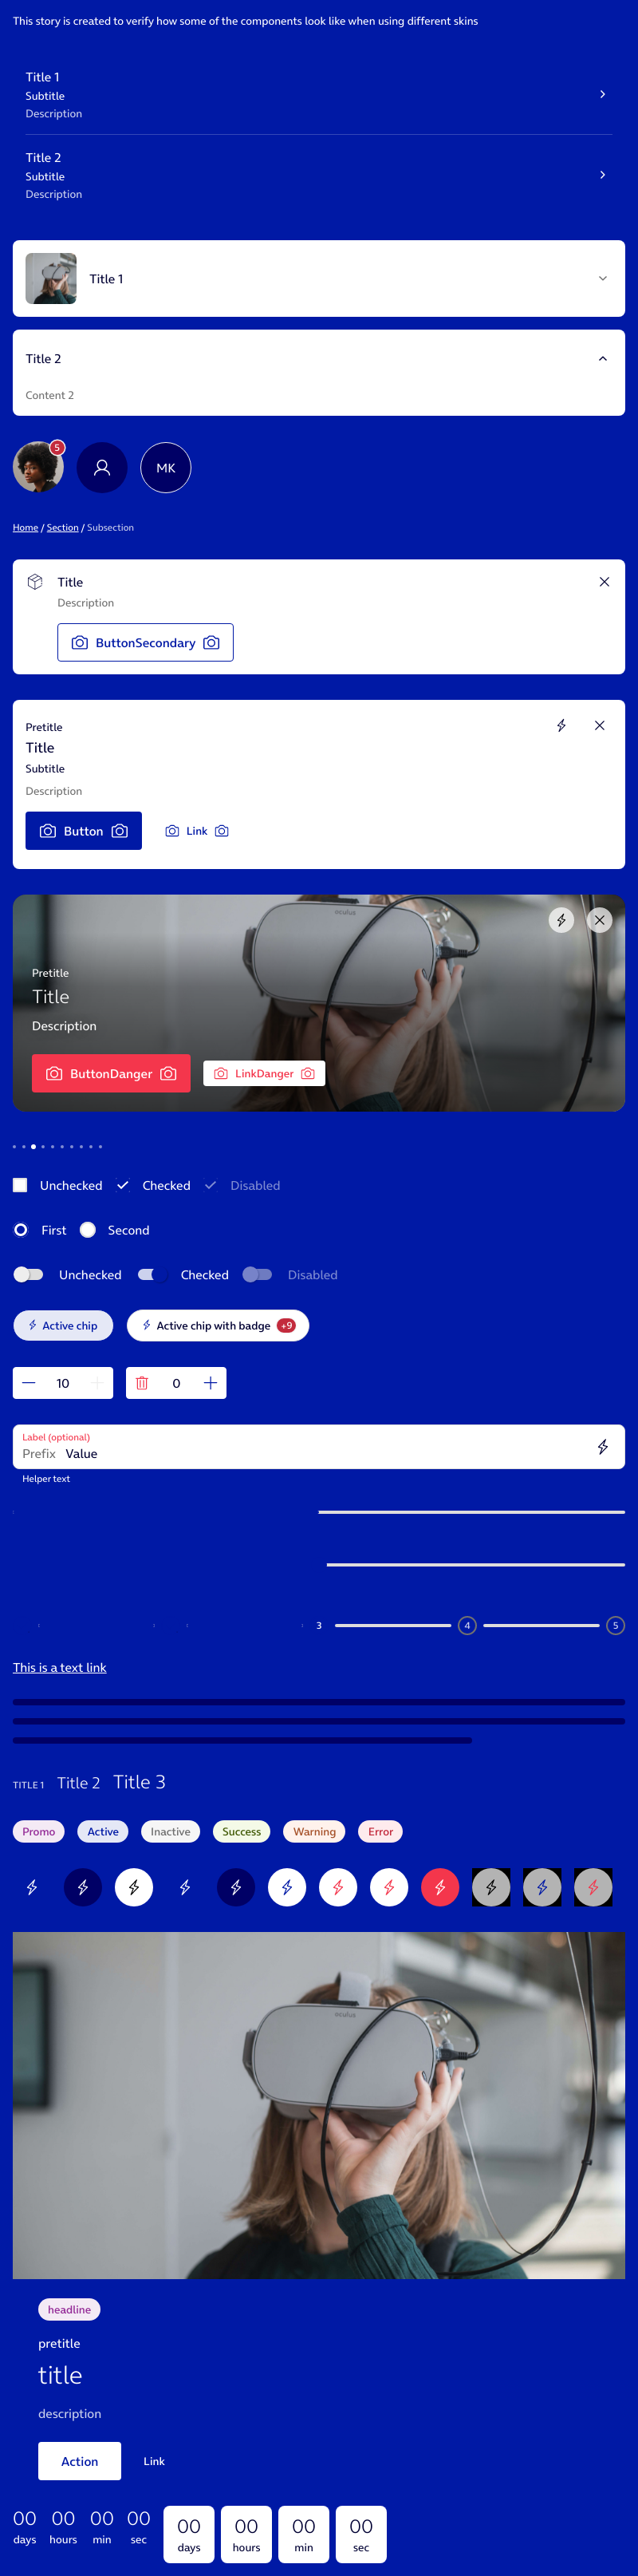 This story is created to verify how some of the components look like when using different skins
Title 1
Subtitle
Description
Title 2
Subtitle
Description
Title 1
Title 2
Content 2
5
MK
Home / Section / Subsection
Title
Description
ButtonSecondary
Pretitle
Title
Subtitle
Description
Button Link
oculus
Pretitle
Title
Description
ButtonDanger LinkDanger
Unchecked Checked Disabled
First Second
Unchecked Checked Disabled
Active chip Active chip with badge +9
10 0
Label (optional)
Prefix Value
Helper text
3 4 5
This is a text link
TITLE 1 Title 2 Title 3
Promo Active Inactive Success Warning Error
oculus
headline
pretitle
title
description
Action Link
00 00 00 00 00 00 00 00
days hours min sec days hours min sec